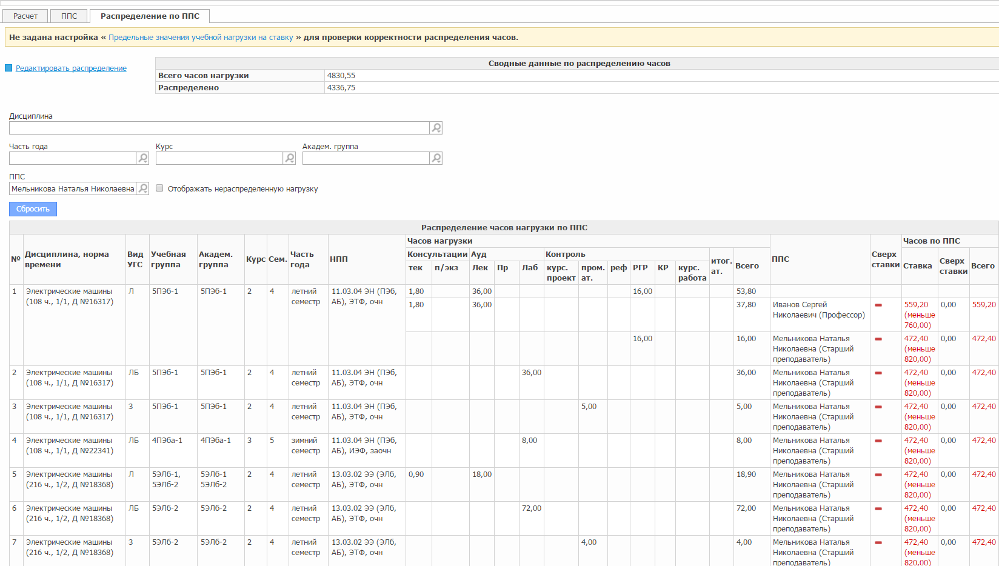 Расчет ППС Распределение по ППС
Не задана настройка « Предельные значения учебной нагрузки на ставку » для проверки корректности распределения часов.
Редактировать распределение
Сводные данные по распределению часов
Всего часов нагрузки 4830,55
Распределено 4336,75
Дисциплина
Часть года Курс Академ. группа
ППС
Мельникова Наталья Николаевна Отображать нераспределенную нагрузку
Сбросить
Распределение часов нагрузки по ППС
№ Дисциплина, норма времени Вид УГС Учебная группа Академ. группа Курс Сем. Часть года НПП Часов нагрузки ППС Сверх ставки Часов по ППС
Консультации Ауд Контроль итог. ат. Всего Ставка Сверх ставки Всего
тек п/экз Лек Пр Лаб курс. проект пром. ат. реф РГР КР курс. работа
1 Электрические машины (108 ч., 1/1, Д №16317) Л 5ПЭб-1 5ПЭб-1 2 4 летний семестр 11.03.04 ЭН (ПЭб, АБ), ЭТФ, очн 1,80 36,00 16,00 53,80
1,80 36,00 37,80 Иванов Сергей Николаевич (Профессор) 559,20 (меньше 760,00) 0,00 559,20
16,00 16,00 Мельникова Наталья Николаевна (Старший преподаватель) 472,40 (меньше 820,00) 0,00 472,40
2 Электрические машины (108 ч., 1/1, Д №16317) ЛБ 5ПЭб-1 5ПЭб-1 2 4 летний семестр 11.03.04 ЭН (ПЭб, АБ), ЭТФ, очн 36,00 36,00 Мельникова Наталья Николаевна (Старший преподаватель) 472,40 (меньше 820,00) 0,00 472,40
3 Электрические машины (108 ч., 1/1, Д №16317) З 5ПЭб-1 5ПЭб-1 2 4 летний семестр 11.03.04 ЭН (ПЭб, АБ), ЭТФ, очн 5,00 5,00 Мельникова Наталья Николаевна (Старший преподаватель) 472,40 (меньше 820,00) 0,00 472,40
4 Электрические машины (108 ч., 1/1, Д №22341) ЛБ 4ПЭба-1 4ПЭба-1 3 5 зимний семестр 11.03.04 ЭН (ПЭб, АБ), ИЭФ, заочн 8,00 8,00 Мельникова Наталья Николаевна (Старший преподаватель) 472,40 (меньше 820,00) 0,00 472,40
5 Электрические машины (216 ч., 1/2, Д №18368) Л 5ЭЛб-1, 5ЭЛб-2 5ЭЛб-1 5ЭЛб-2 2 4 летний семестр 13.03.02 ЭЭ (ЭЛб, АБ), ЭТФ, очн 0,90 18,00 18,90 Мельникова Наталья Николаевна (Старший преподаватель) 472,40 (меньше 820,00) 0,00 472,40
6 Электрические машины (216 ч., 1/2, Д №18368) ЛБ 5ЭЛб-2 5ЭЛб-2 2 4 летний семестр 13.03.02 ЭЭ (ЭЛб, АБ), ЭТФ, очн 72,00 72,00 Мельникова Наталья Николаевна (Старший преподаватель) 472,40 (меньше 820,00) 0,00 472,40
7 Электрические машины (216 ч., 1/2, Д №18368) З 5ЭЛб-2 5ЭЛб-2 2 4 летний семестр 13.03.02 ЭЭ (ЭЛб, АБ), ЭТФ, очн 4,00 4,00 Мельникова Наталья Николаевна (Старший преподаватель) 472,40 (меньше 820,00) 0,00 472,40